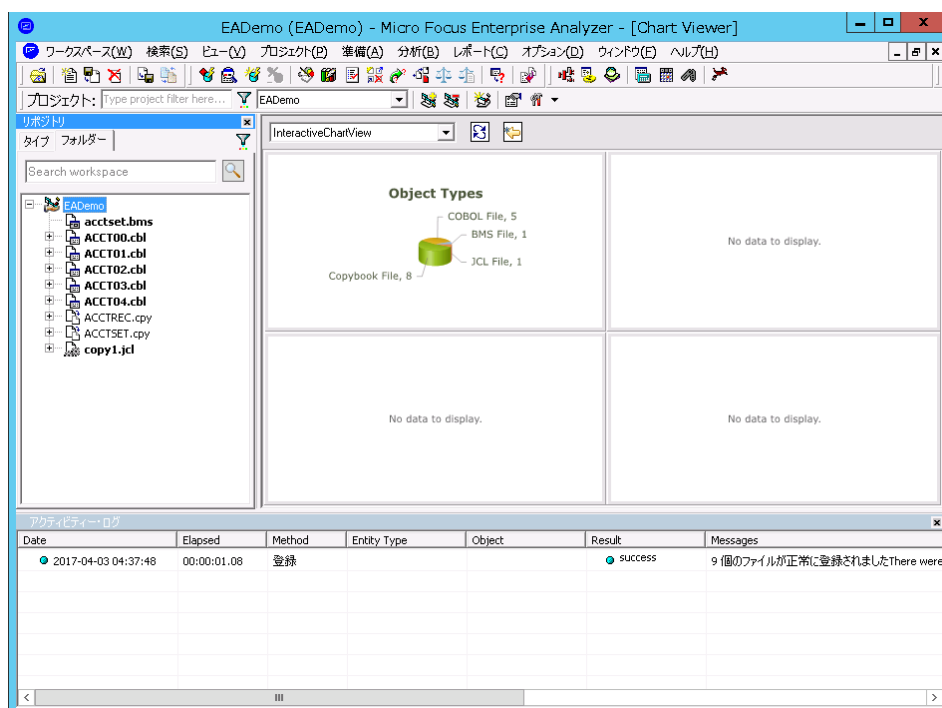 EADemo (EADemo) - Micro Focus Enterprise Analyzer - [Chart Viewer]
ワークスペース(W) 検索(S) ビュー(V) プロジェクト(P) 準備(A) 分析(B) レポート(C) オプション(D) ウィンドウ(E) ヘルプ(H)
プロジェクト: Type project filter here... EADemo
リポジトリ
タイプ フォルダー
InteractiveChartView
Search workspace
EADemo
acctset.bms
ACCT00.cbl
ACCT01.cbl
ACCT02.cbl
ACCT03.cbl
ACCT04.cbl
ACCTREC.cpy
ACCTSET.cpy
copy1.jcl
Object Types
COBOL File, 5
BMS File, 1
JCL File, 1
Copybook File, 8
No data to display.
No data to display.
No data to display.
アクティビティー・ログ
Date Elapsed Method Entity Type Object Result Messages
2017-04-03 04:37:48 00:00:01.08 登録 success 9 個のファイルが正常に登録されましたThere were